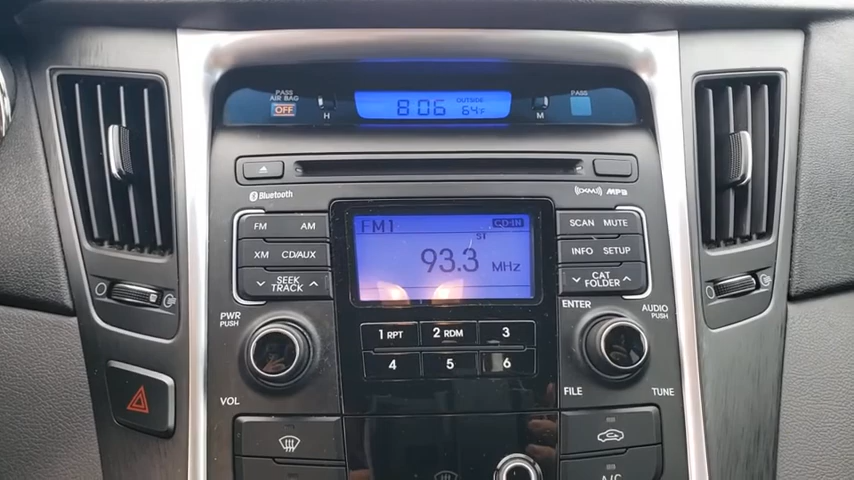 PASS
AIR BAG
OFF
H
8:06
OUTSIDE
64°F
M
PASS
Bluetooth
((XM)) MP3
FM AM
XM CD/AUX
SEEK
TRACK
FM1 CD-IN
ST
93.3 MHz
SCAN MUTE
INFO SETUP
CAT
FOLDER
PWR
PUSH
VOL
1 RPT 2 RDM 3
4 5 6
ENTER
AUDIO
PUSH
FILE
TUNE
A/C